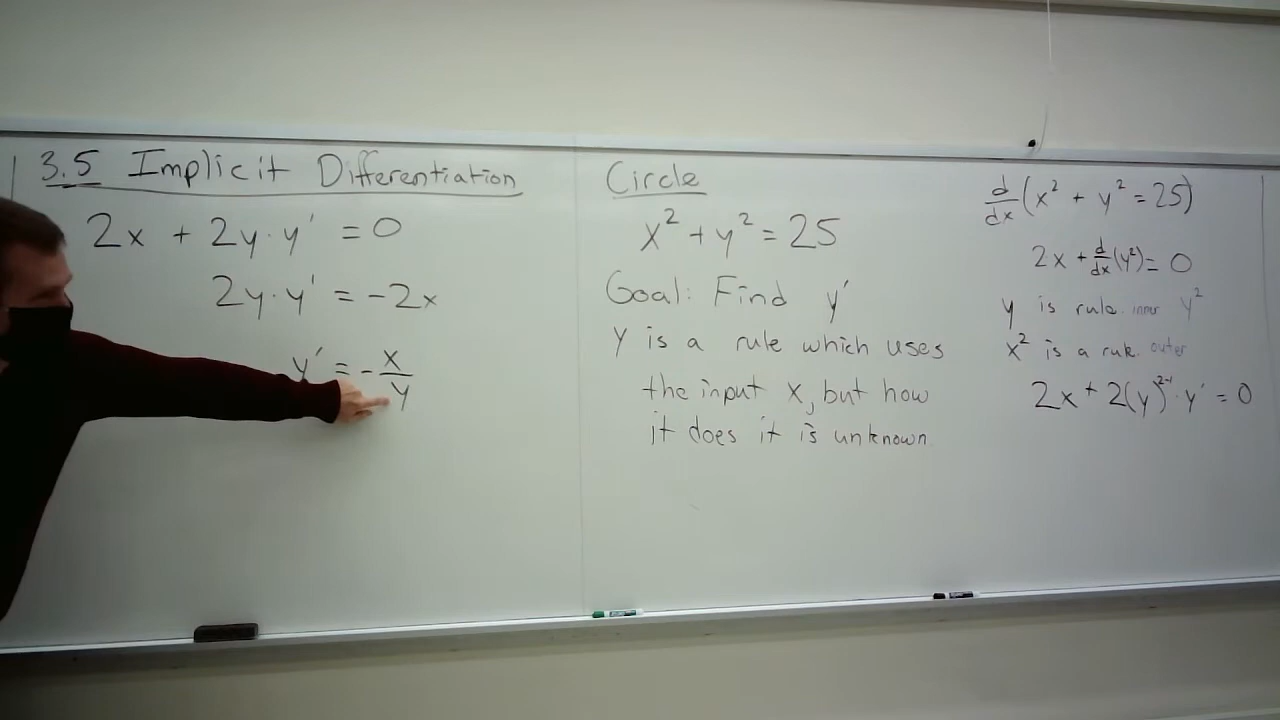 3.5 Implicit Differentiation
2x + 2y·y' = 0
2y·y' = -2x
y' = -x/y
Circle
x² + y² = 25
Goal: Find y'
y is a rule which uses
the input x, but how
it does it is unknown.
d/dx (x² + y² = 25)
2x + d/dx (y²) = 0
y is rule. inner y²
x² is a rule. outer
2x + 2(y)²⁻¹·y' = 0